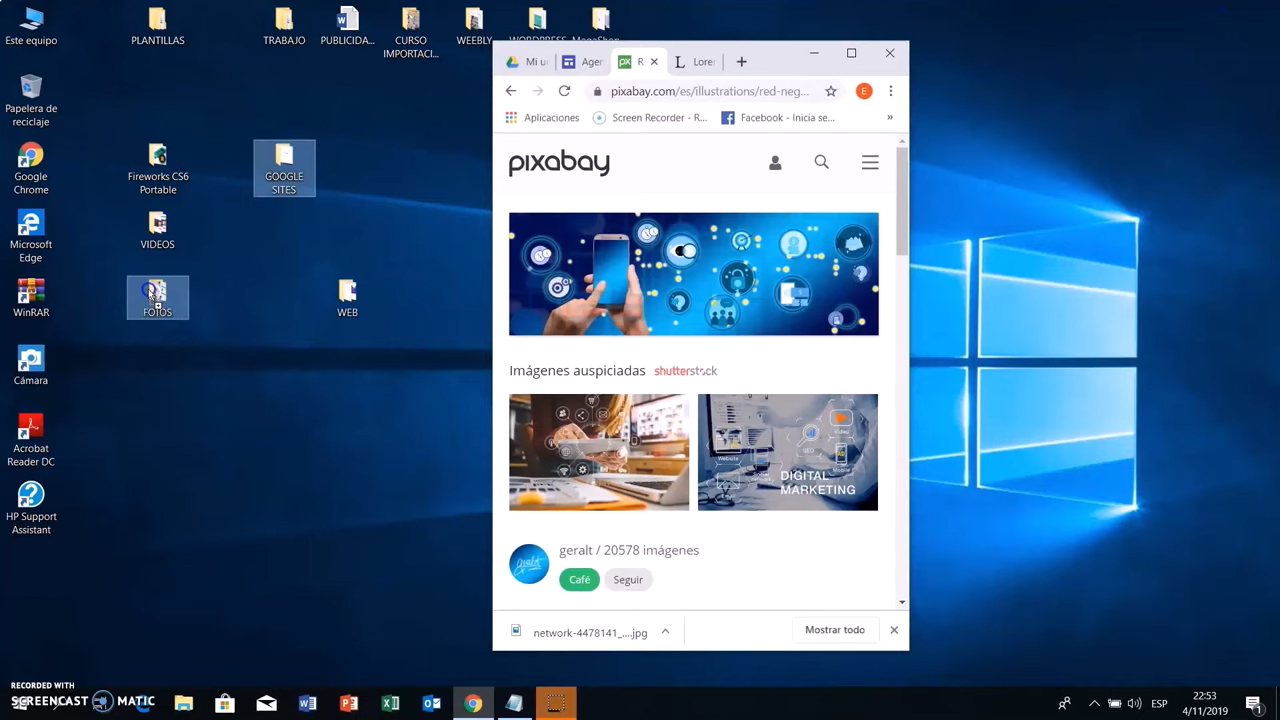 Este equipo
PLANTILLAS
TRABAJO
PUBLICIDA...
CURSO
IMPORTACI...
WEEBLY
Papelera de
reciclaje
Google
Chrome
Fireworks CS6
Portable
GOOGLE
SITES
Microsoft
Edge
VIDEOS
WinRAR
FOTOS
WEB
Cámara
Acrobat
Reader DC
HP Support
Assistant
Mi u
Agen
R
Lore
pixabay.com/es/illustrations/red-neg...
E
Aplicaciones
Screen Recorder - R...
Facebook - Inicia se...
»
pixabay
Imágenes auspiciadas shutterstock
DIGITAL
MARKETING
geralt / 20578 imágenes
Café
Seguir
network-4478141_....jpg
Mostrar todo
RECORDED WITH
SCREENCAST MATIC
ESP
22:53
4/11/2019